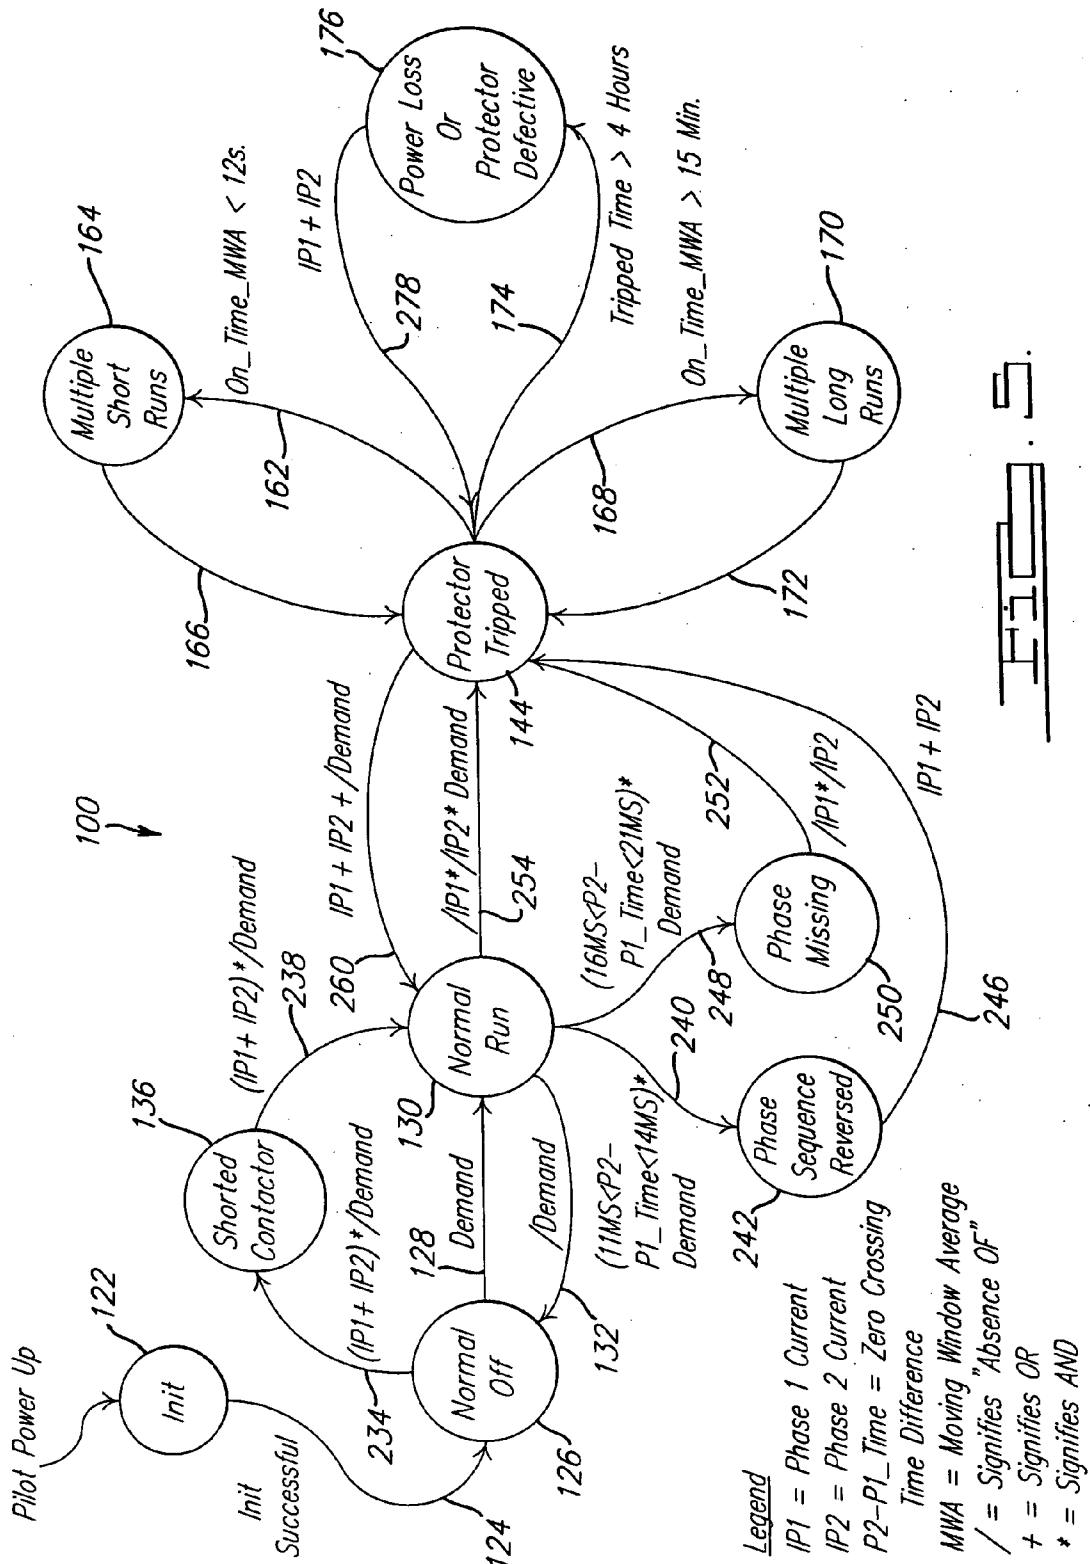 100
Pilot Power Up
122
Init
Init
Successful
124
136
Shorted
Contactor
(IP1+ IP2)*/Demand
238
(IP1+ IP2)*/Demand
234
Normal
Off
126
128
Demand
/Demand
132
130
Normal
Run
260
IP1 + IP2 +/Demand
/IP1*/IP2* Demand
254
(11MS<P2-
P1_Time<14MS)*
Demand
240
(16MS<P2-
P1_Time<21MS)*
Demand
248
242
Phase
Sequence
Reversed
246
IP1 + IP2
Phase
Missing
250
/IP1*/IP2
252
144
Protector
Tripped
166
162
164
Multiple
Short
Runs
On_Time_MWA < 12s.
IP1 + IP2
278
176
Power Loss
Or
Protector
Defective
174
Tripped Time > 4 Hours
168
On_Time_MWA > 15 Min.
170
Multiple
Long
Runs
172
Legend
IP1 = Phase 1 Current
IP2 = Phase 2 Current
P2-P1_Time = Zero Crossing
Time Difference
MWA = Moving Window Average
/ = Signifies "Absence OF"
+ = Signifies OR
* = Signifies AND
FIG. 5.